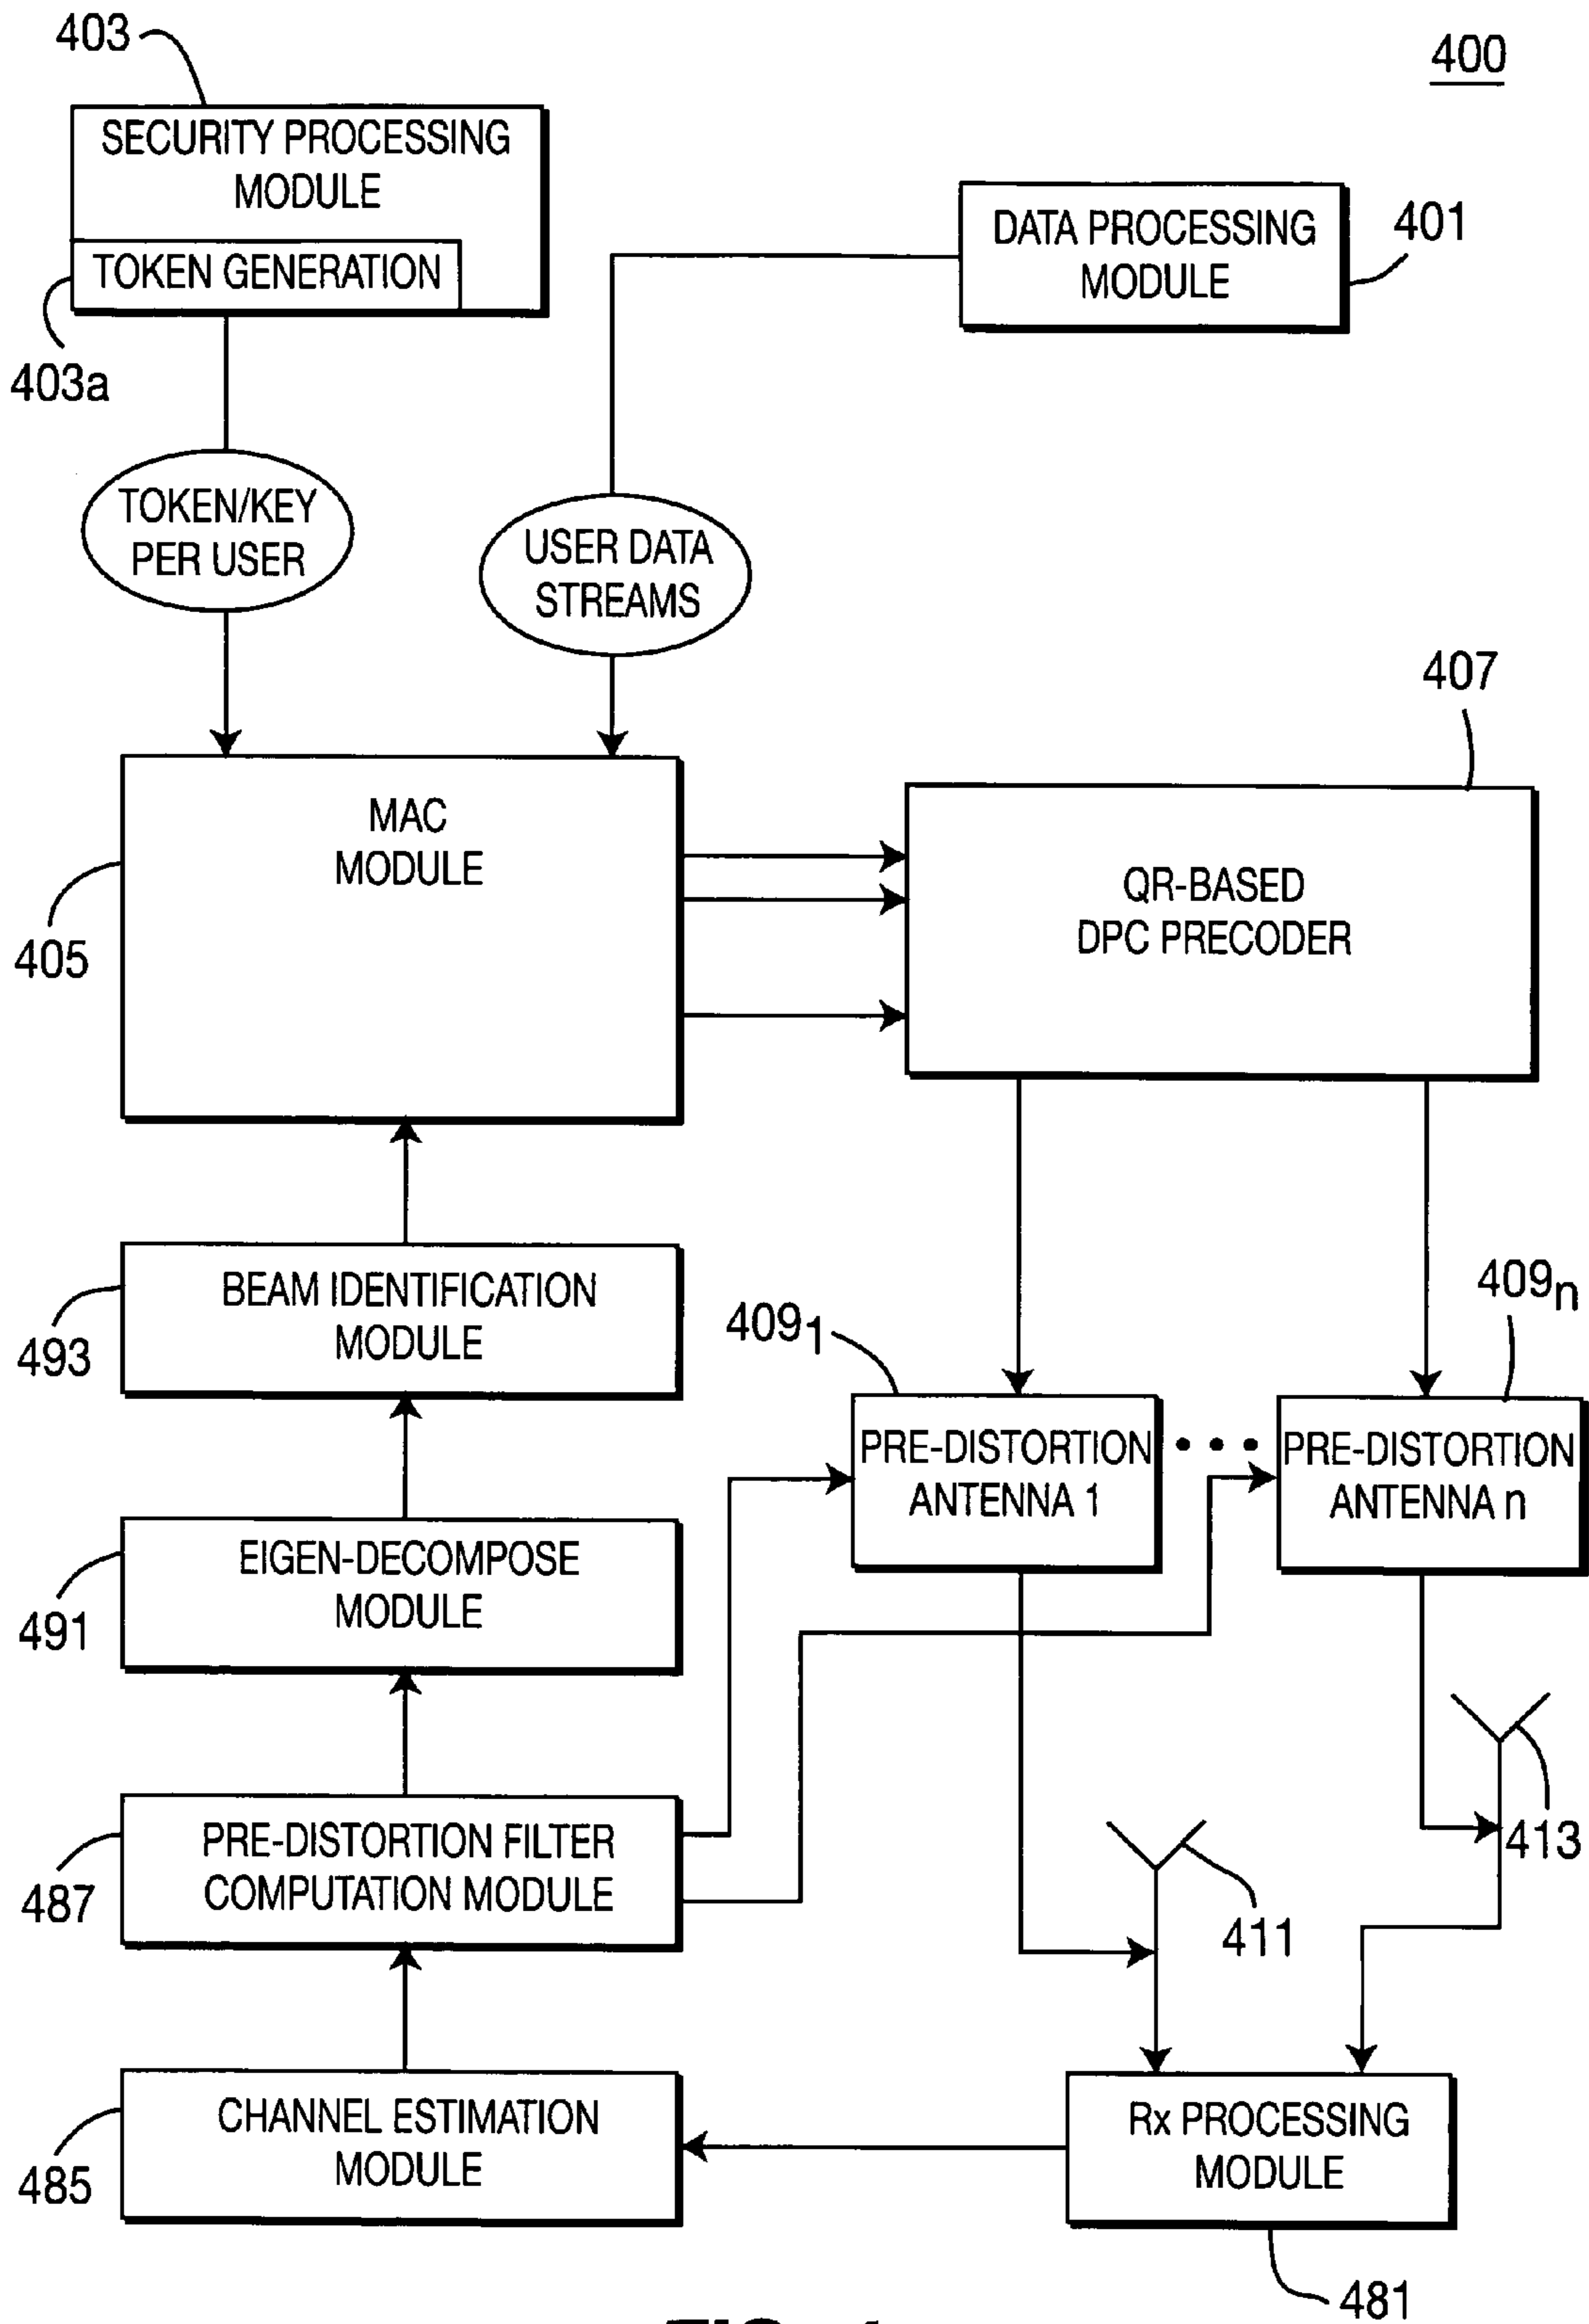 403
400
SECURITY PROCESSING
MODULE
TOKEN GENERATION
403a
DATA PROCESSING
MODULE
401
TOKEN/KEY
PER USER
USER DATA
STREAMS
407
MAC
MODULE
405
QR-BASED
DPC PRECODER
BEAM IDENTIFICATION
MODULE
493
4091
409n
PRE-DISTORTION
ANTENNA 1
PRE-DISTORTION
ANTENNA n
EIGEN-DECOMPOSE
MODULE
491
PRE-DISTORTION FILTER
COMPUTATION MODULE
487
411
413
CHANNEL ESTIMATION
MODULE
485
Rx PROCESSING
MODULE
481